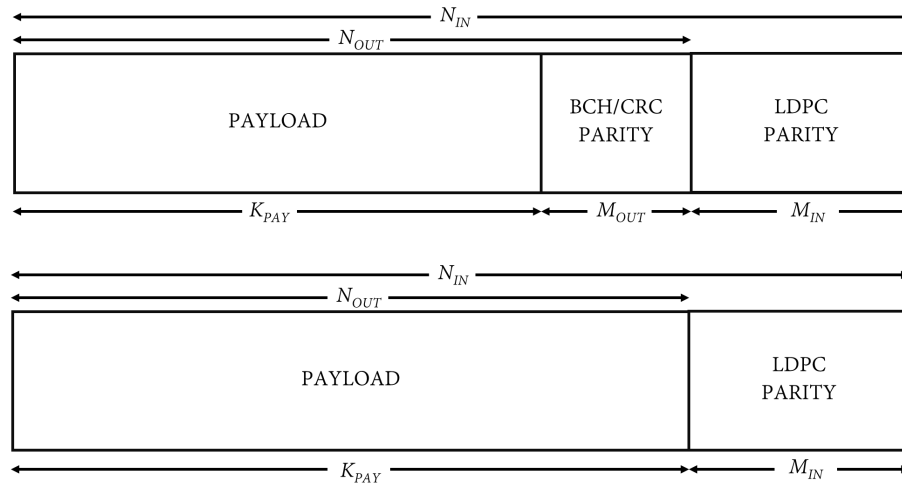 N_IN
N_OUT
PAYLOAD
BCH/CRC
PARITY
LDPC
PARITY
K_PAY
M_OUT
M_IN
N_IN
N_OUT
PAYLOAD
LDPC
PARITY
K_PAY
M_IN